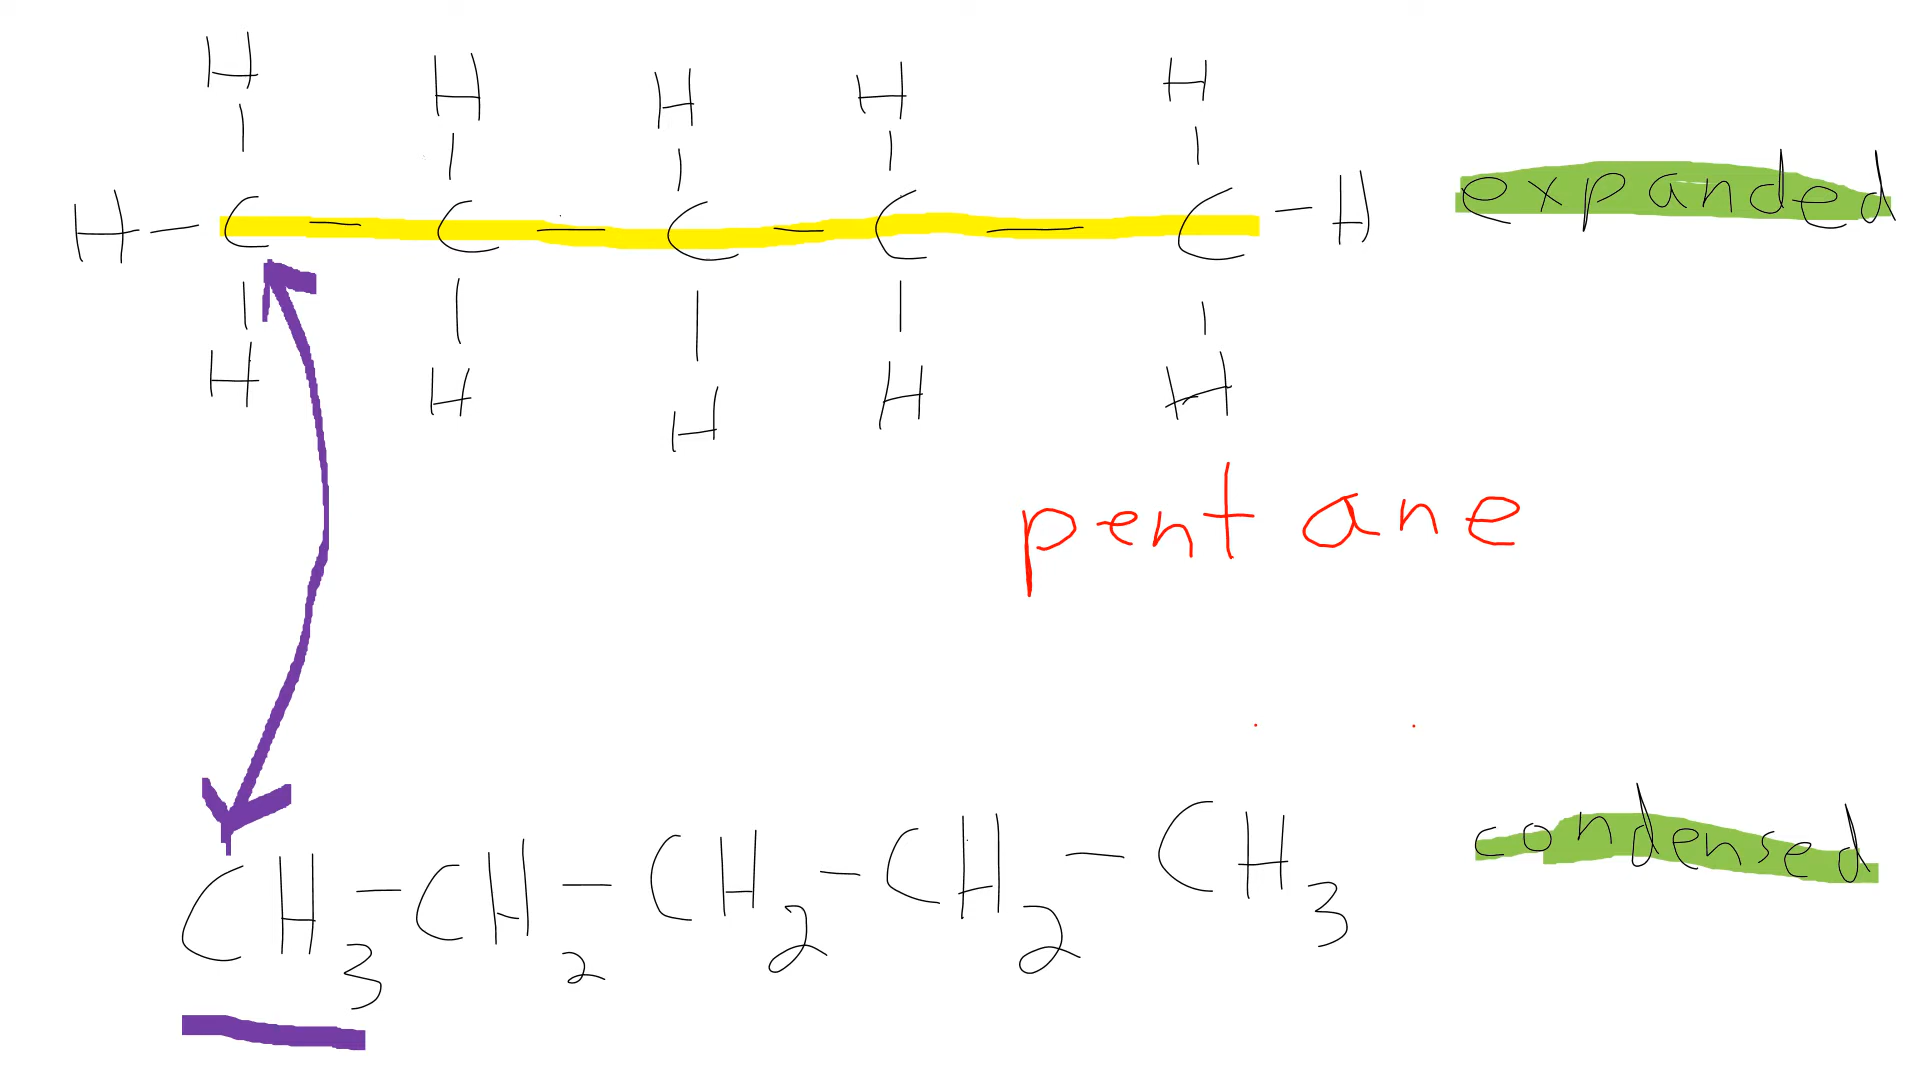 H H H H H
H - C - C - C - C - C - H expanded
H H H H H
pentane
CH3 - CH2 - CH2 - CH2 - CH3 condensed